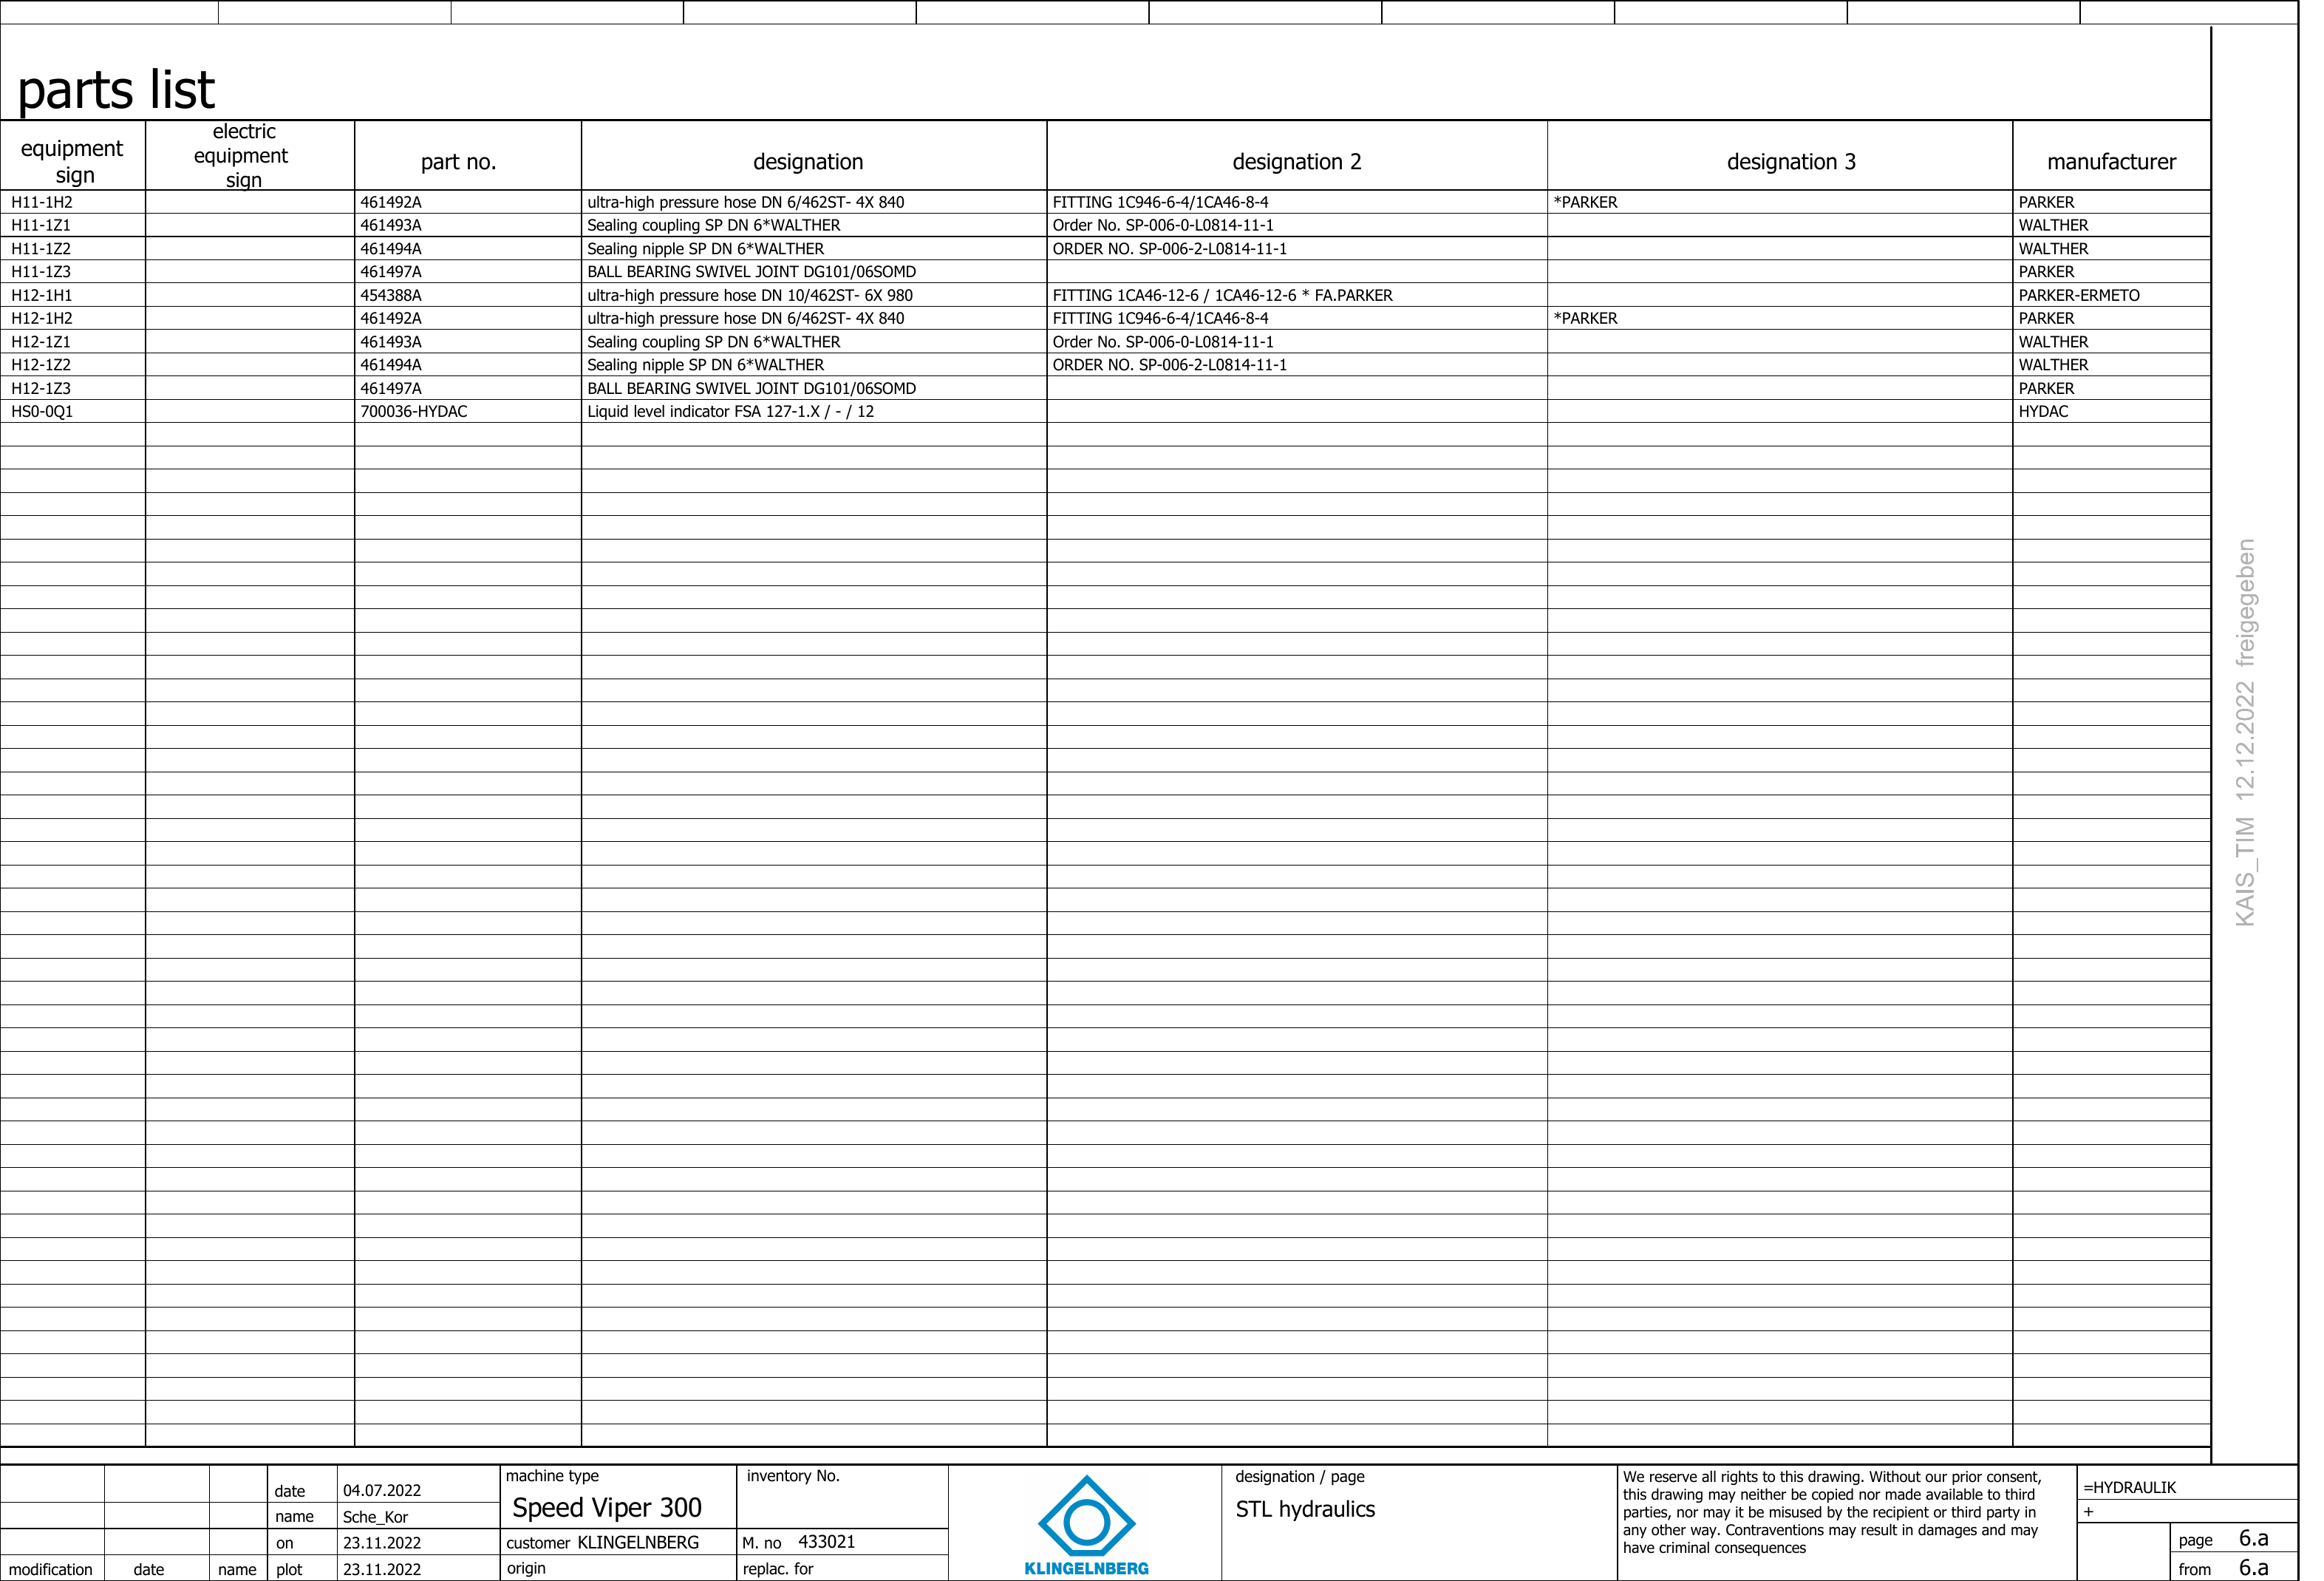 parts list
equipment sign electric equipment sign part no. designation designation 2 designation 3 manufacturer
H11-1H2 461492A ultra-high pressure hose DN 6/462ST- 4X 840 FITTING 1C946-6-4/1CA46-8-4 *PARKER PARKER
H11-1Z1 461493A Sealing coupling SP DN 6*WALTHER Order No. SP-006-0-L0814-11-1 WALTHER
H11-1Z2 461494A Sealing nipple SP DN 6*WALTHER ORDER NO. SP-006-2-L0814-11-1 WALTHER
H11-1Z3 461497A BALL BEARING SWIVEL JOINT DG101/06SOMD PARKER
H12-1H1 454388A ultra-high pressure hose DN 10/462ST- 6X 980 FITTING 1CA46-12-6 / 1CA46-12-6 * FA.PARKER PARKER-ERMETO
H12-1H2 461492A ultra-high pressure hose DN 6/462ST- 4X 840 FITTING 1C946-6-4/1CA46-8-4 *PARKER PARKER
H12-1Z1 461493A Sealing coupling SP DN 6*WALTHER Order No. SP-006-0-L0814-11-1 WALTHER
H12-1Z2 461494A Sealing nipple SP DN 6*WALTHER ORDER NO. SP-006-2-L0814-11-1 WALTHER
H12-1Z3 461497A BALL BEARING SWIVEL JOINT DG101/06SOMD PARKER
HS0-0Q1 700036-HYDAC Liquid level indicator FSA 127-1.X / - / 12 HYDAC
KAIS_TIM 12.12.2022 freigegeben
modification date name
date 04.07.2022
name Sche_Kor
on 23.11.2022
plot 23.11.2022
machine type
Speed Viper 300
customer KLINGELNBERG
origin
inventory No.
M. no 433021
replac. for
KLINGELNBERG
designation / page
STL hydraulics
We reserve all rights to this drawing. Without our prior consent,
this drawing may neither be copied nor made available to third
parties, nor may it be misused by the recipient or third party in
any other way. Contraventions may result in damages and may
have criminal consequences
=HYDRAULIK
+
page 6.a
from 6.a